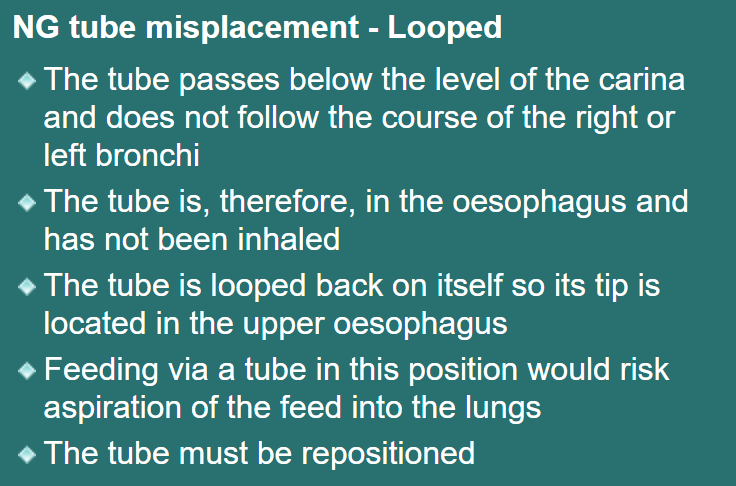 NG tube misplacement - Looped
The tube passes below the level of the carina
and does not follow the course of the right or
left bronchi
The tube is, therefore, in the oesophagus and
has not been inhaled
The tube is looped back on itself so its tip is
located in the upper oesophagus
Feeding via a tube in this position would risk
aspiration of the feed into the lungs
The tube must be repositioned